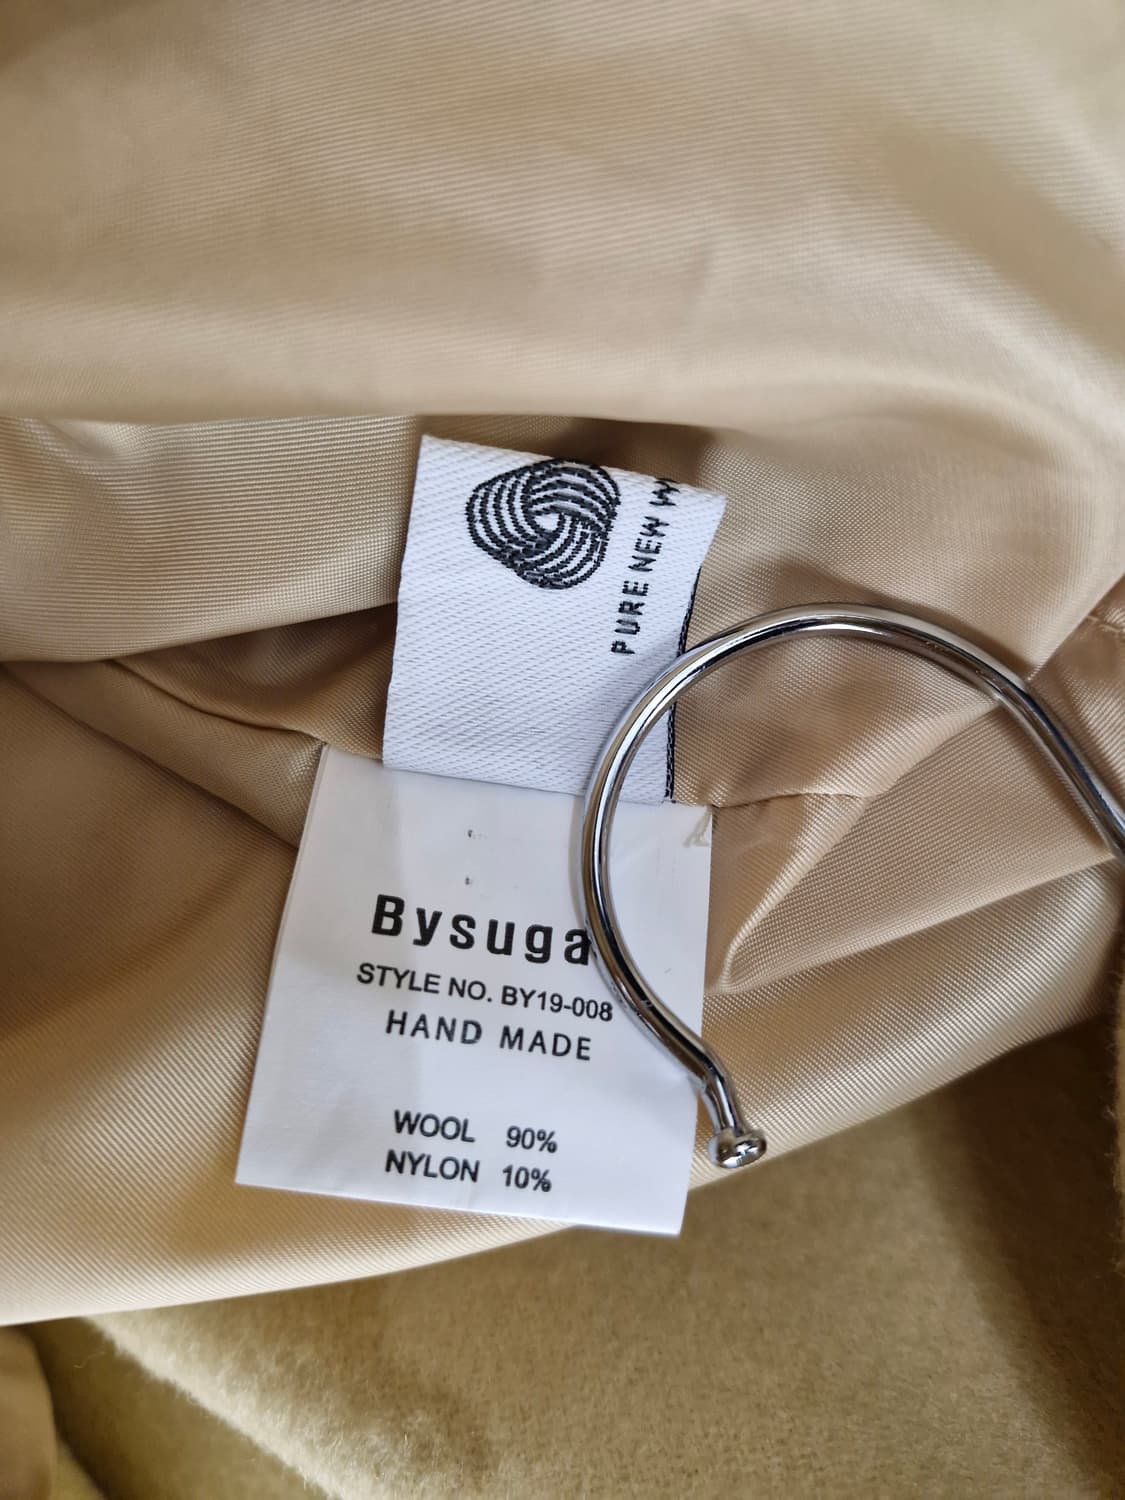 PURE NEW W
Bysuga
STYLE NO. BY19-008
HAND MADE
WOOL 90%
NYLON 10%